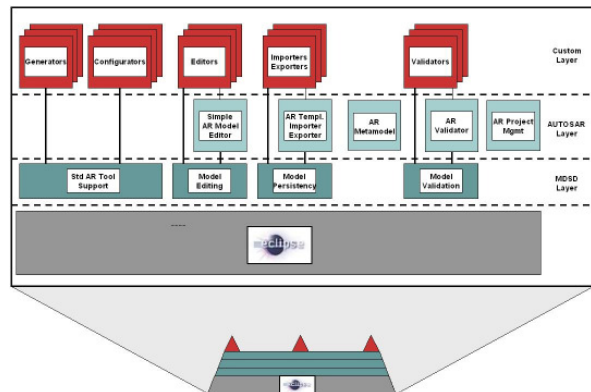 Generators
Configurators
Editors
Importers
Exporters
Validators
Custom
Layer
Simple
AR Model
Editor
AR Templ.
Importer
Exporter
AR
Metamodel
AR
Validator
AR Project
Mgmt
AUTOSAR
Layer
Std AR Tool
Support
Model
Editing
Model
Persistency
Model
Validation
MDSD
Layer
eclipse
eclipse